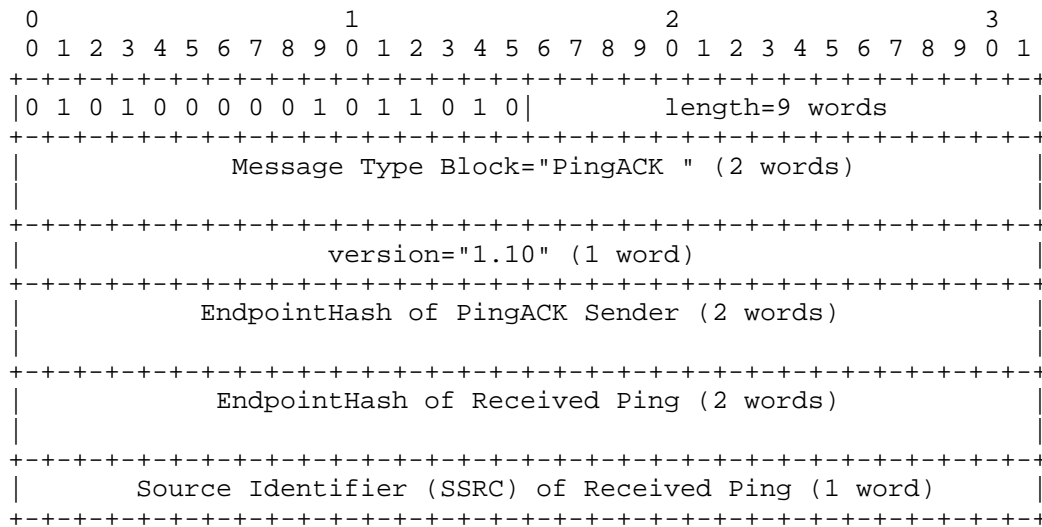 0                   1                   2                   3
 0 1 2 3 4 5 6 7 8 9 0 1 2 3 4 5 6 7 8 9 0 1 2 3 4 5 6 7 8 9 0 1
+-+-+-+-+-+-+-+-+-+-+-+-+-+-+-+-+-+-+-+-+-+-+-+-+-+-+-+-+-+-+-+-+
|0 1 0 1 0 0 0 0 0 1 0 1 1 0 1 0|         length=9 words         |
+-+-+-+-+-+-+-+-+-+-+-+-+-+-+-+-+-+-+-+-+-+-+-+-+-+-+-+-+-+-+-+-+
|             Message Type Block="PingACK " (2 words)            |
|                                                               |
+-+-+-+-+-+-+-+-+-+-+-+-+-+-+-+-+-+-+-+-+-+-+-+-+-+-+-+-+-+-+-+-+
|                   version="1.10" (1 word)                      |
+-+-+-+-+-+-+-+-+-+-+-+-+-+-+-+-+-+-+-+-+-+-+-+-+-+-+-+-+-+-+-+-+
|           EndpointHash of PingACK Sender (2 words)             |
|                                                               |
+-+-+-+-+-+-+-+-+-+-+-+-+-+-+-+-+-+-+-+-+-+-+-+-+-+-+-+-+-+-+-+-+
|            EndpointHash of Received Ping (2 words)             |
|                                                               |
+-+-+-+-+-+-+-+-+-+-+-+-+-+-+-+-+-+-+-+-+-+-+-+-+-+-+-+-+-+-+-+-+
|       Source Identifier (SSRC) of Received Ping (1 word)       |
+-+-+-+-+-+-+-+-+-+-+-+-+-+-+-+-+-+-+-+-+-+-+-+-+-+-+-+-+-+-+-+-+